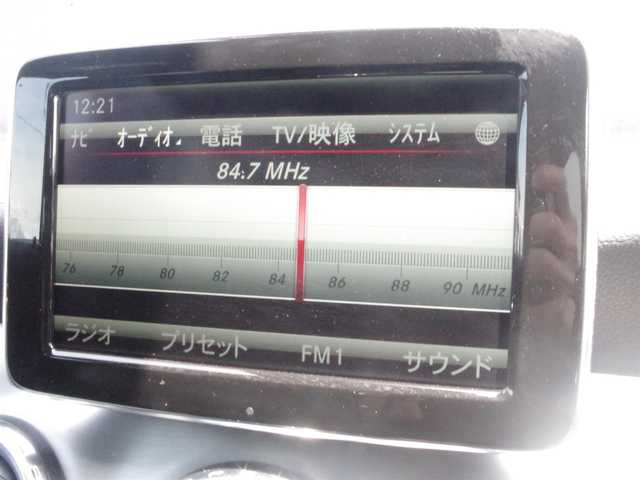 12:21
ナビ オーディオ 電話 TV/映像 システム
84.7 MHz
76 78 80 82 84 86 88 90 MHz
ラジオ プリセット FM1 サウンド